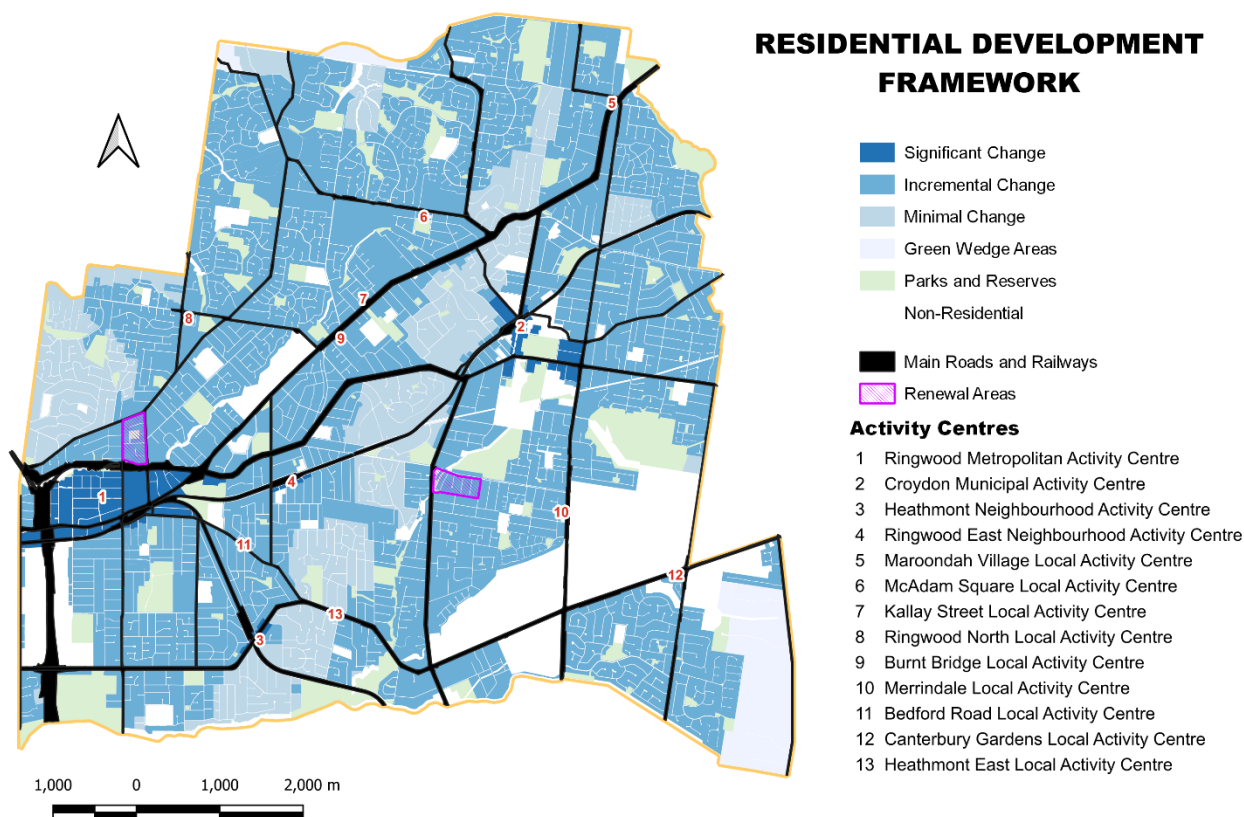 RESIDENTIAL DEVELOPMENT
FRAMEWORK
Significant Change
Incremental Change
Minimal Change
Green Wedge Areas
Parks and Reserves
Non-Residential
Main Roads and Railways
Renewal Areas
Activity Centres
1 Ringwood Metropolitan Activity Centre
2 Croydon Municipal Activity Centre
3 Heathmont Neighbourhood Activity Centre
4 Ringwood East Neighbourhood Activity Centre
5 Maroondah Village Local Activity Centre
6 McAdam Square Local Activity Centre
7 Kallay Street Local Activity Centre
8 Ringwood North Local Activity Centre
9 Burnt Bridge Local Activity Centre
10 Merrindale Local Activity Centre
11 Bedford Road Local Activity Centre
12 Canterbury Gardens Local Activity Centre
13 Heathmont East Local Activity Centre
5
6
7
8
9
2
1
4
10
11
12
13
3
1,000 0 1,000 2,000 m